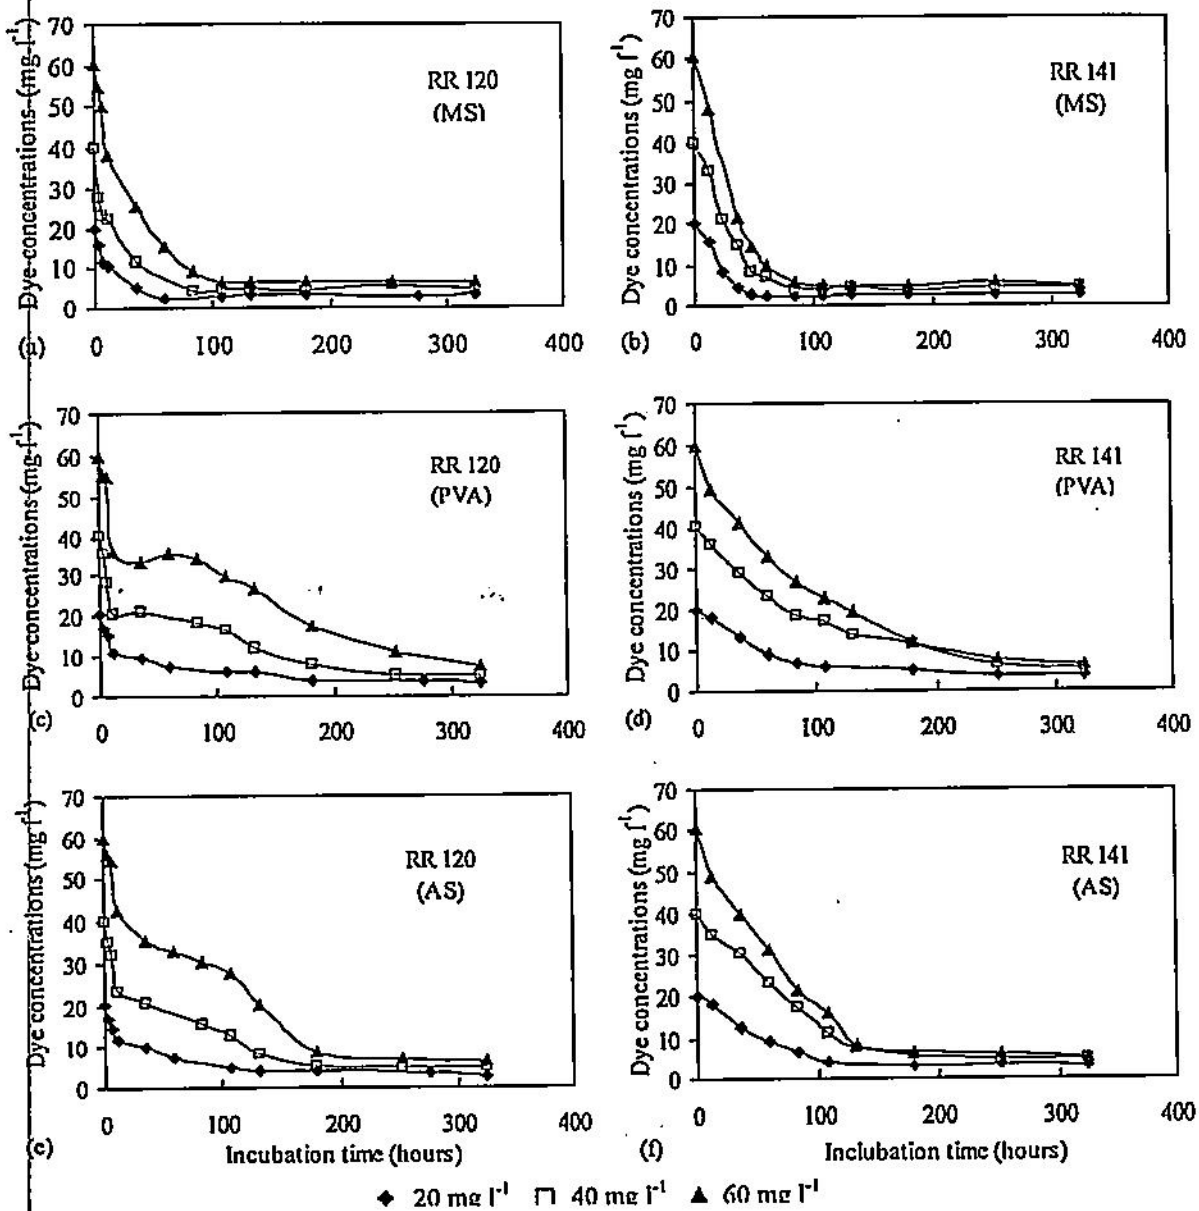 Dye concentrations (mg l⁻¹)
70
60
50
40
30
20
10
0
RR 120
(MS)
(a)
0 100 200 300 400
Dye concentrations (mg l⁻¹)
70
60
50
40
30
20
10
0
RR 141
(MS)
(b)
0 100 200 300 400
Dye concentrations (mg l⁻¹)
70
60
50
40
30
20
10
0
RR 120
(PVA)
(c)
0 100 200 300 400
Dye concentrations (mg l⁻¹)
70
60
50
40
30
20
10
0
RR 141
(PVA)
(d)
0 100 200 300 400
Dye concentrations (mg l⁻¹)
70
60
50
40
30
20
10
0
RR 120
(AS)
(e)
0 100 200 300 400
Incubation time (hours)
Dye concentrations (mg l⁻¹)
70
60
50
40
30
20
10
0
RR 141
(AS)
(f)
0 100 200 300 400
Inclubation time (hours)
20 mg l⁻¹ 40 mg l⁻¹ 60 mg l⁻¹